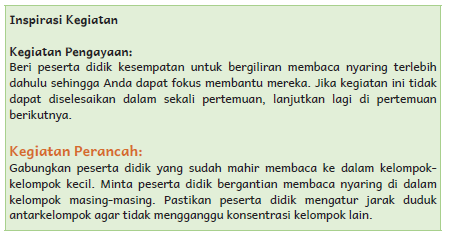 Inspirasi Kegiatan
Kegiatan Pengayaan:
Beri peserta didik kesempatan untuk bergiliran membaca nyaring terlebih
dahulu sehingga Anda dapat fokus membantu mereka. Jika kegiatan ini tidak
dapat diselesaikan dalam sekali pertemuan, lanjutkan lagi di pertemuan
berikutnya.
Kegiatan Perancah:
Gabungkan peserta didik yang sudah mahir membaca ke dalam kelompok-
kelompok kecil. Minta peserta didik bergantian membaca nyaring di dalam
kelompok masing-masing. Pastikan peserta didik mengatur jarak duduk
antarkelompok agar tidak mengganggu konsentrasi kelompok lain.